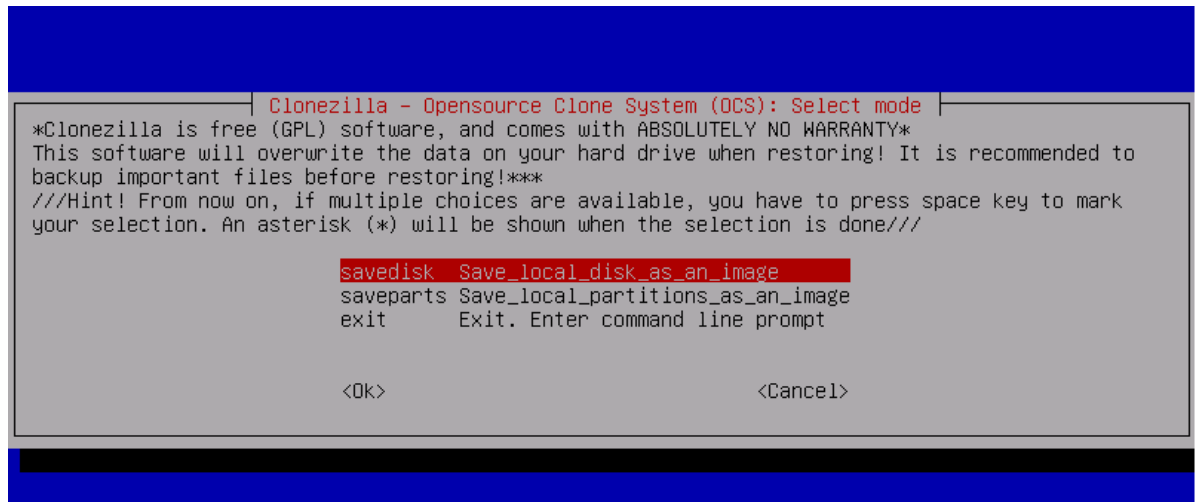 Clonezilla - Opensource Clone System (OCS): Select mode
*Clonezilla is free (GPL) software, and comes with ABSOLUTELY NO WARRANTY*
This software will overwrite the data on your hard drive when restoring! It is recommended to
backup important files before restoring!***
///Hint! From now on, if multiple choices are available, you have to press space key to mark
your selection. An asterisk (*) will be shown when the selection is done///
savedisk Save_local_disk_as_an_image
saveparts Save_local_partitions_as_an_image
exit Exit. Enter command line prompt
<Ok> <Cancel>